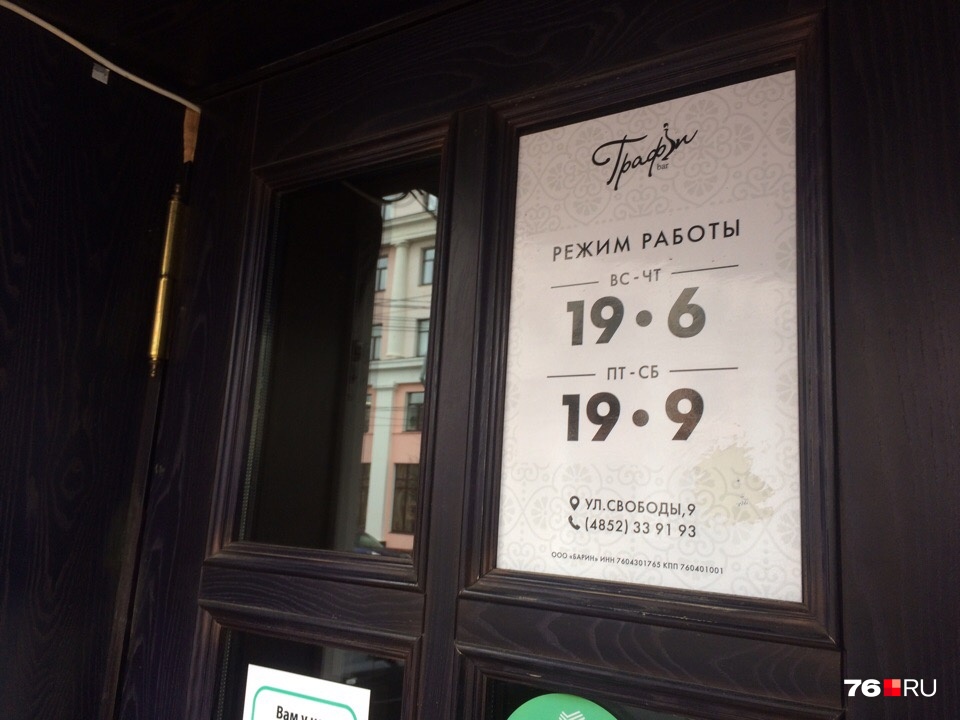 Графин
bar
РЕЖИМ РАБОТЫ
ВС-ЧТ
19•6
ПТ-СБ
19•9
УЛ.СВОБОДЫ,9
(4852) 33 91 93
ООО «БАРИН» ИНН 7604301765 КПП 760401001
Вам
76.RU